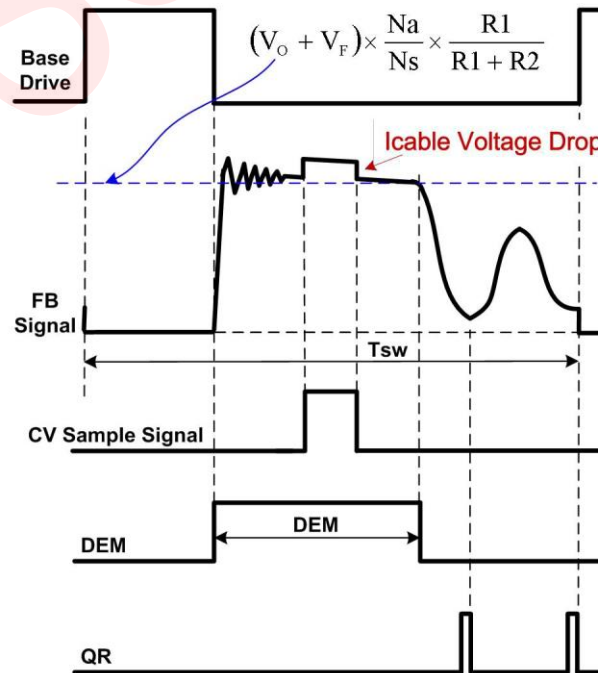 Base
Drive
(V_O + V_F) × Na/Ns × R1/(R1 + R2)
Icable Voltage Drop
FB
Signal
Tsw
CV Sample Signal
DEM
DEM
QR